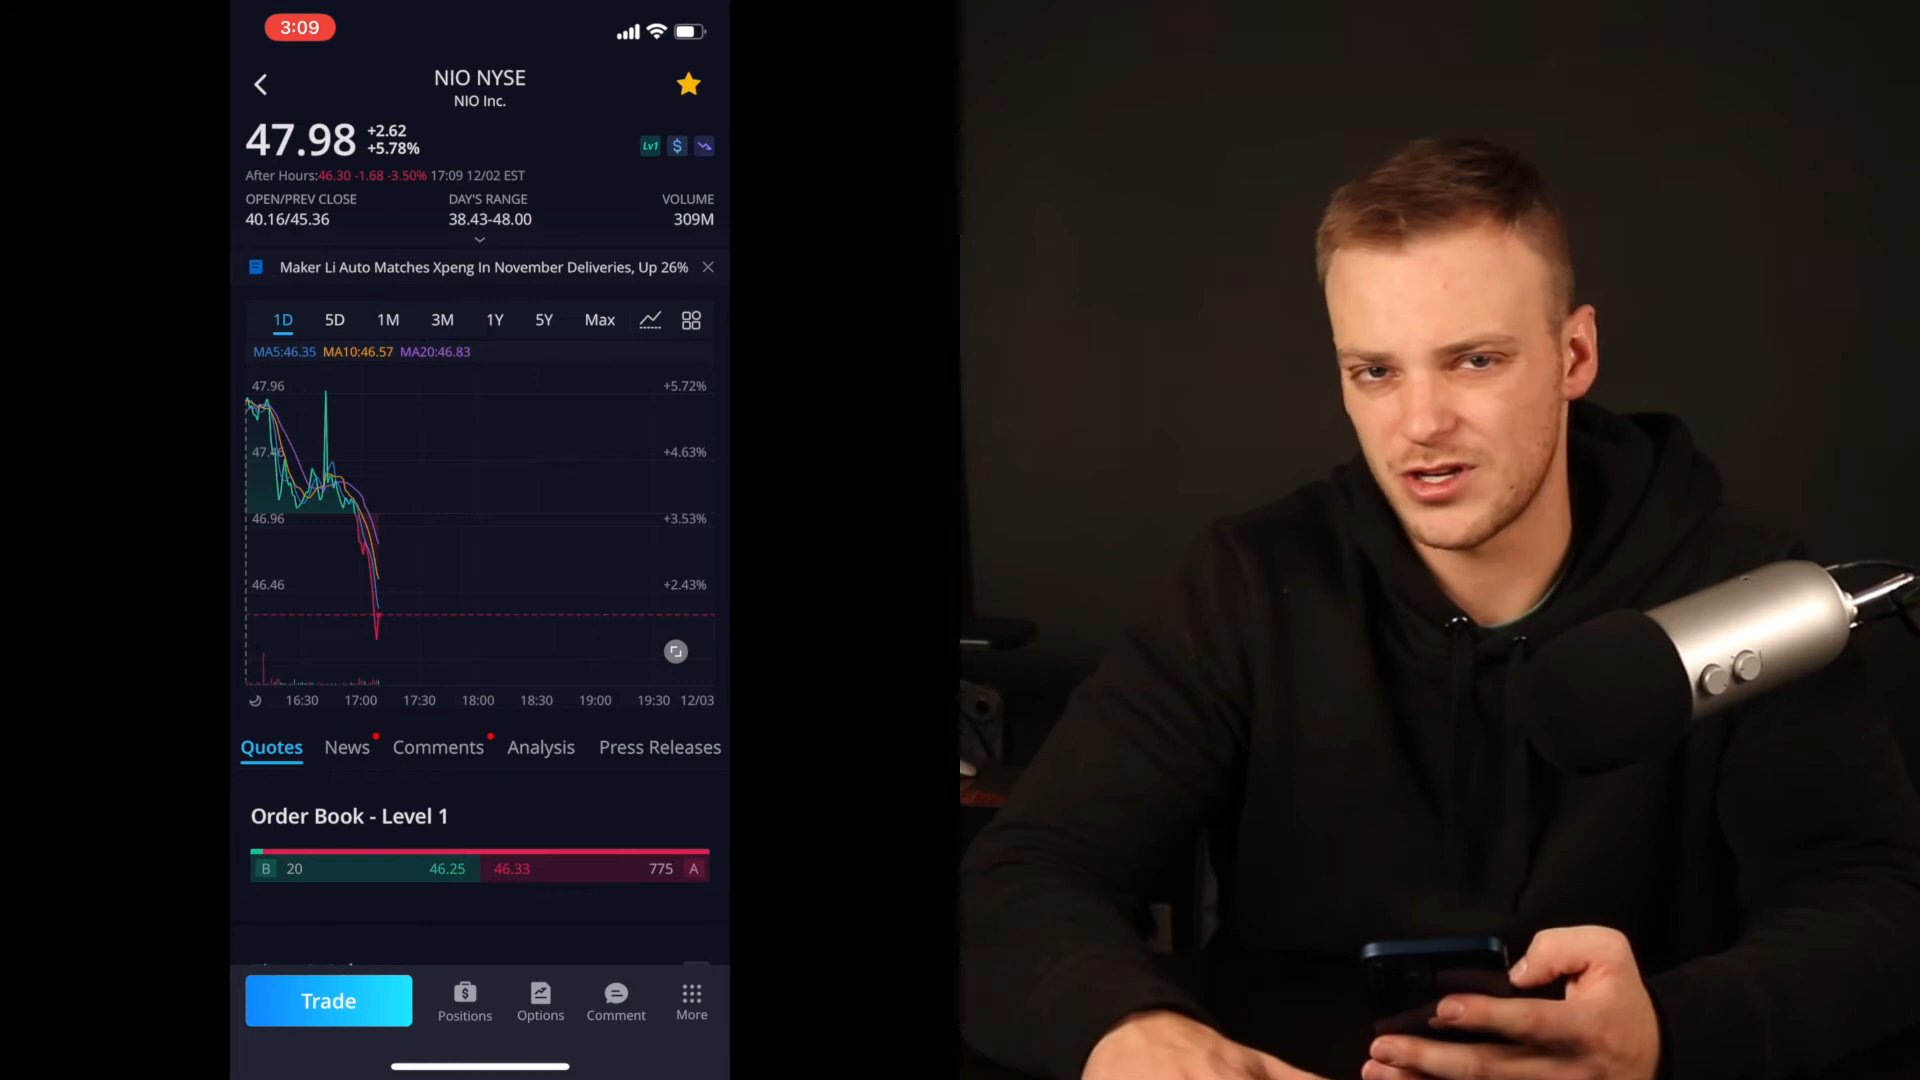 3:09
NIO NYSE
NIO Inc.
47.98
+2.62
+5.78%
Lv1
$
After Hours:46.30 -1.68 -3.50% 17:09 12/02 EST
OPEN/PREV CLOSE DAY'S RANGE VOLUME
40.16/45.36 38.43-48.00 309M
Maker Li Auto Matches Xpeng In November Deliveries, Up 26%
1D 5D 1M 3M 1Y 5Y Max
MA5:46.35 MA10:46.57 MA20:46.83
47.96 +5.72%
47.46 +4.63%
46.96 +3.53%
46.46 +2.43%
16:30 17:00 17:30 18:00 18:30 19:00 19:30 12/03
Quotes News Comments Analysis Press Releases
Order Book - Level 1
B 20 46.25 46.33 775 A
Trade
Positions Options Comment More